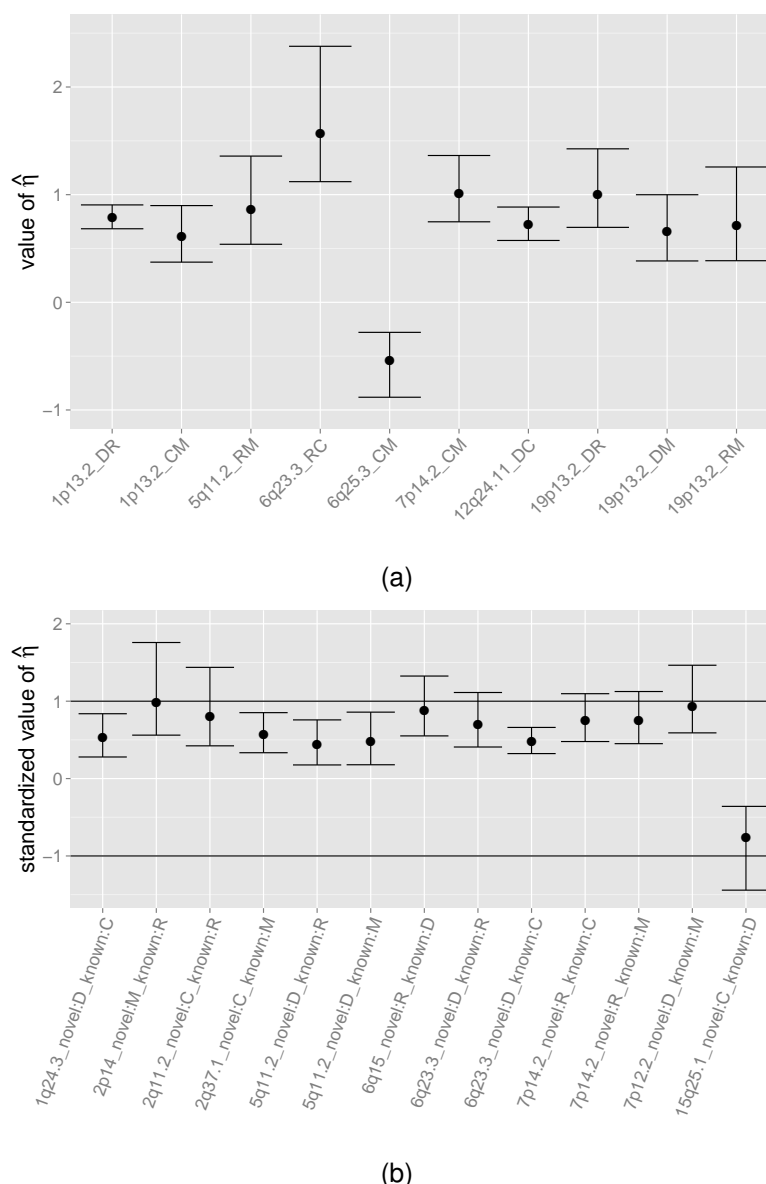 value of η̂
2
1
0
−1
1p13.2_DR
1p13.2_CM
5q11.2_RM
6q23.3_RC
6q25.3_CM
7p14.2_CM
12q24.11_DC
19p13.2_DR
19p13.2_DM
19p13.2_RM
(a)
standardized value of η̂
2
1
0
−1
1q24.3_novel:D_known:C
2p14_novel:M_known:R
2q11.2_novel:C_known:R
2q37.1_novel:C_known:M
5q11.2_novel:D_known:R
5q11.2_novel:D_known:M
6q15_novel:R_known:D
6q23.3_novel:D_known:R
6q23.3_novel:D_known:C
7p14.2_novel:R_known:C
7p14.2_novel:R_known:M
7p12.2_novel:D_known:M
15q25.1_novel:C_known:D
(b)